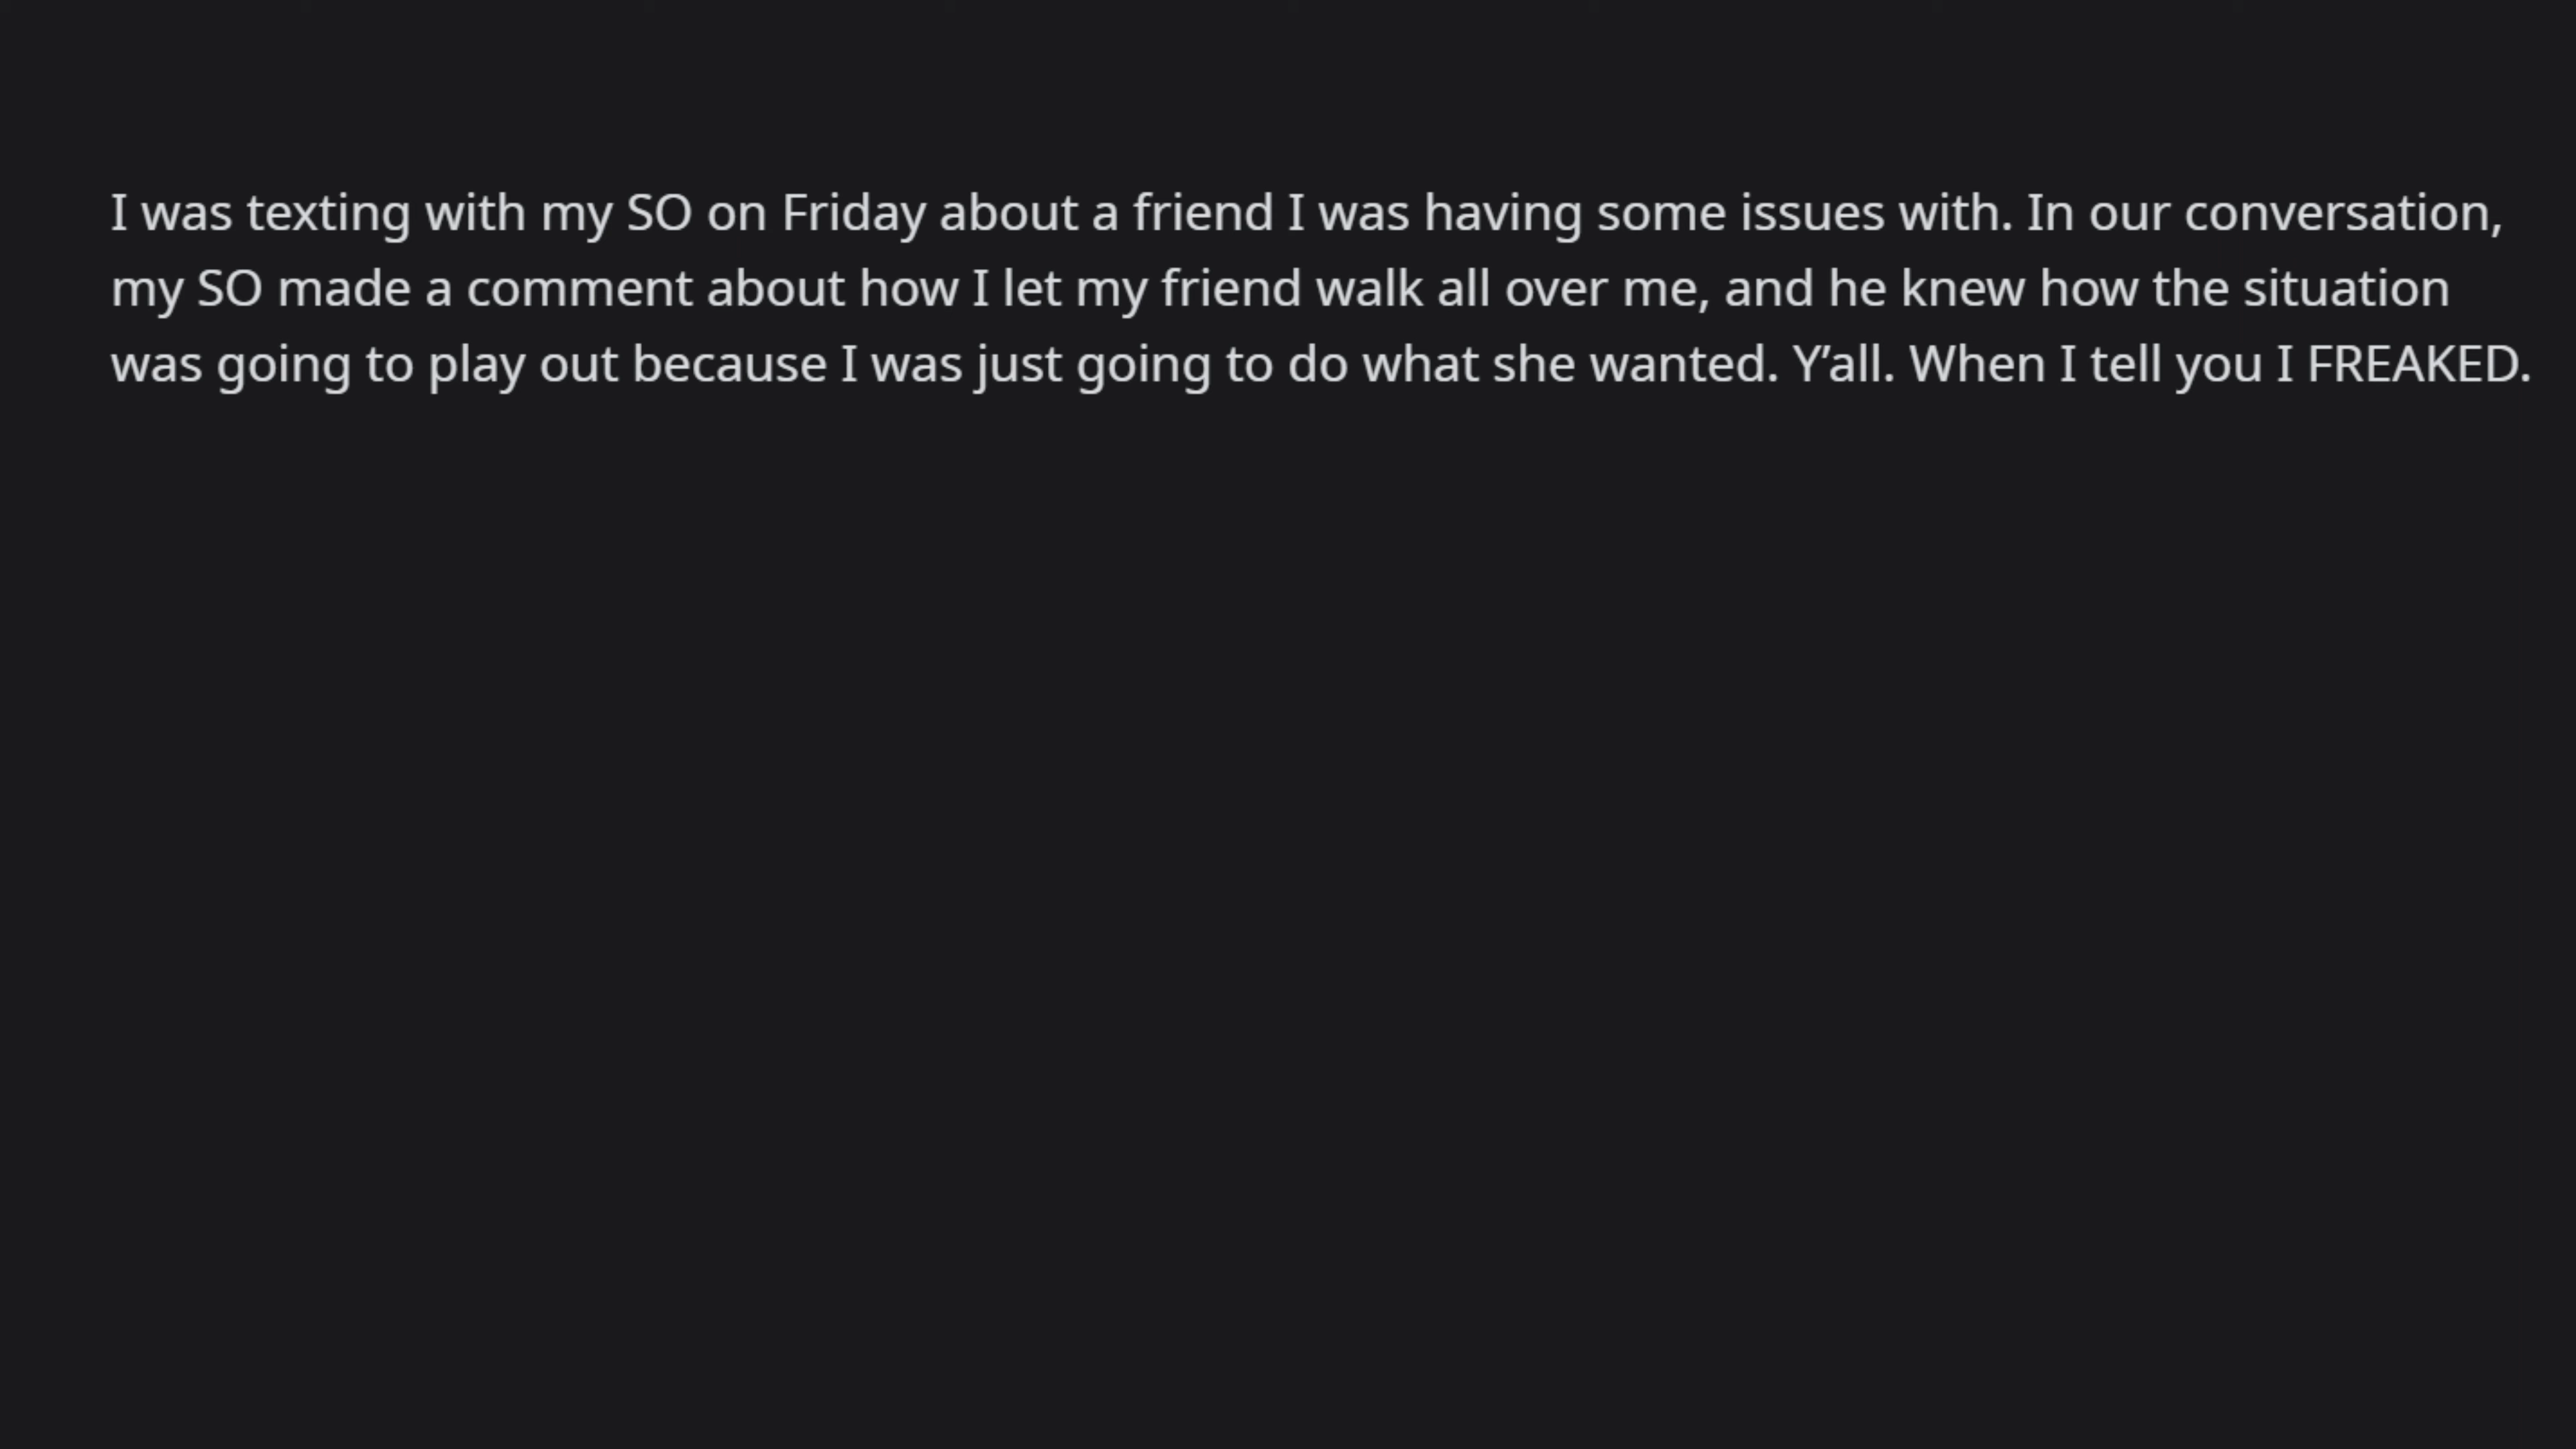 I was texting with my SO on Friday about a friend I was having some issues with. In our conversation,
my SO made a comment about how I let my friend walk all over me, and he knew how the situation
was going to play out because I was just going to do what she wanted. Y’all. When I tell you I FREAKED.